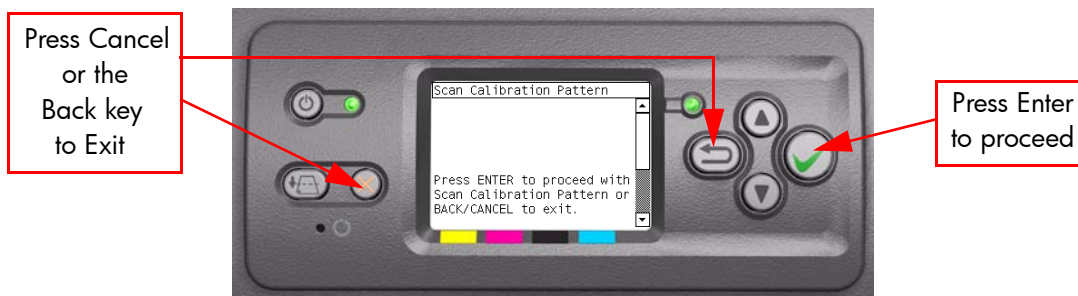 Press Cancel
or the
Back key
to Exit
Scan Calibration Pattern
Press ENTER to proceed with
Scan Calibration Pattern or
BACK/CANCEL to exit.
Press Enter
to proceed